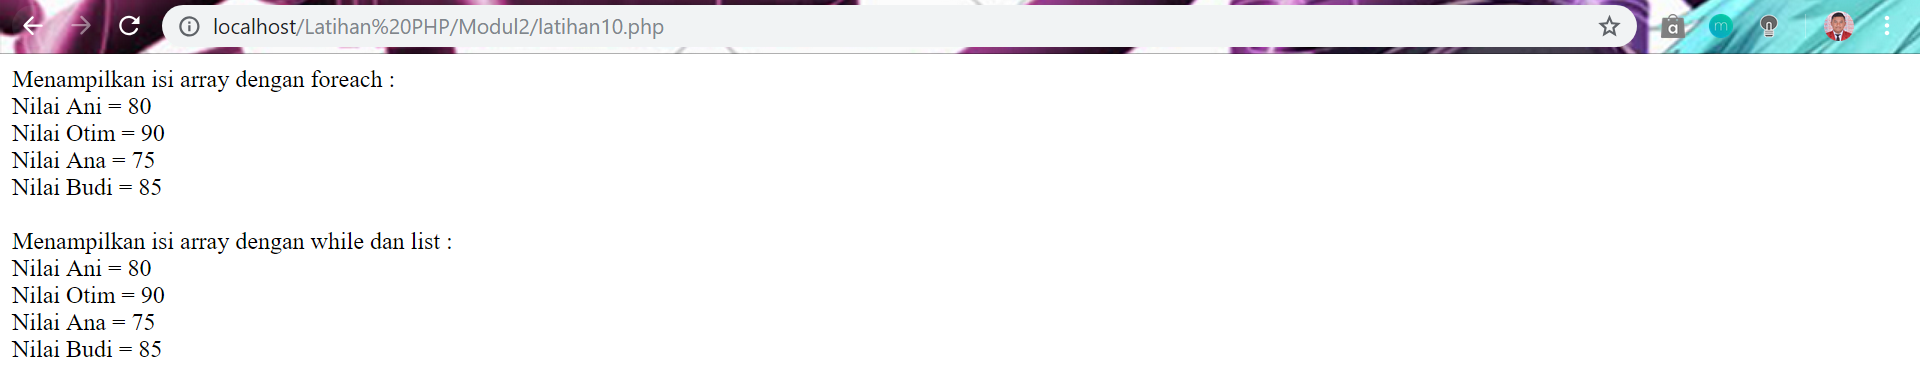 localhost/Latihan%20PHP/Modul2/latihan10.php
Menampilkan isi array dengan foreach :
Nilai Ani = 80
Nilai Otim = 90
Nilai Ana = 75
Nilai Budi = 85
Menampilkan isi array dengan while dan list :
Nilai Ani = 80
Nilai Otim = 90
Nilai Ana = 75
Nilai Budi = 85